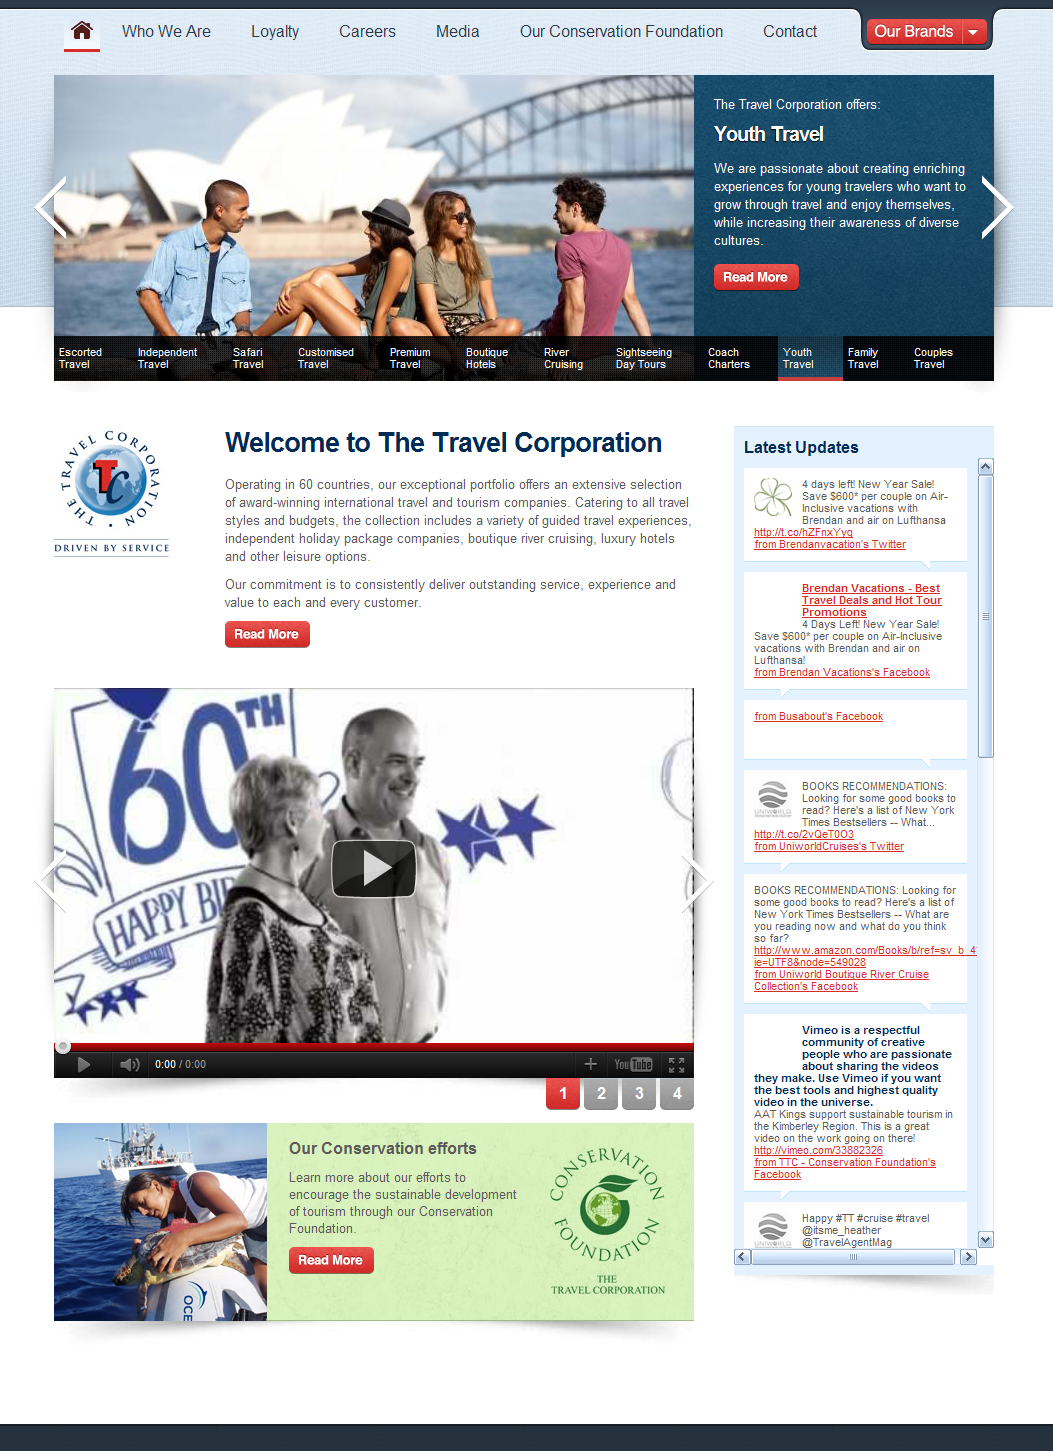 Who We Are
Loyalty
Careers
Media
Our Conservation Foundation
Contact
Our Brands
The Travel Corporation offers:
Youth Travel
We are passionate about creating enriching
experiences for young travelers who want to
grow through travel and enjoy themselves,
while increasing their awareness of diverse
cultures.
Read More
Escorted
Travel
Independent
Travel
Safari
Travel
Customised
Travel
Premium
Travel
Boutique
Hotels
River
Cruising
Sightseeing
Day Tours
Coach
Charters
Youth
Travel
Family
Travel
Couples
Travel
THE TRAVEL CORPORATION
TC
DRIVEN BY SERVICE
Welcome to The Travel Corporation
Operating in 60 countries, our exceptional portfolio offers an extensive selection
of award-winning international travel and tourism companies. Catering to all travel
styles and budgets, the collection includes a variety of guided travel experiences,
independent holiday package companies, boutique river cruising, luxury hotels
and other leisure options.
Our commitment is to consistently deliver outstanding service, experience and
value to each and every customer.
Read More
60TH
HAPPY BI
0:00 / 0:00
YouTube
1
2
3
4
Our Conservation efforts
Learn more about our efforts to
encourage the sustainable development
of tourism through our Conservation
Foundation.
Read More
OCE
CONSERVATION
FOUNDATION
THE
TRAVEL CORPORATION
Latest Updates
4 days left! New Year Sale!
Save $600* per couple on Air-
Inclusive vacations with
Brendan and air on Lufthansa
http://t.co/hZFnxYyq
from Brendanvacation's Twitter
Brendan Vacations - Best
Travel Deals and Hot Tour
Promotions
4 Days Left! New Year Sale!
Save $600* per couple on Air-Inclusive
vacations with Brendan and air on
Lufthansa!
from Brendan Vacations's Facebook
from Busabout's Facebook
UNIWORLD
BOOKS RECOMMENDATIONS:
Looking for some good books to
read? Here's a list of New York
Times Bestsellers -- What...
http://t.co/2vQeT0O3
from UniworldCruises's Twitter
BOOKS RECOMMENDATIONS: Looking for
some good books to read? Here's a list of
New York Times Bestsellers -- What are
you reading now and what do you think
so far?
http://www.amazon.com/Books/b/ref=sv_b_4?
ie=UTF8&node=549028
from Uniworld Boutique River Cruise
Collection's Facebook
Vimeo is a respectful
community of creative
people who are passionate
about sharing the videos
they make. Use Vimeo if you want
the best tools and highest quality
video in the universe.
AAT Kings support sustainable tourism in
the Kimberley Region. This is a great
video on the work going on there!
http://vimeo.com/33882326
from TTC - Conservation Foundation's
Facebook
UNIWORLD
Happy #TT #cruise #travel
@itsme_heather
@TravelAgentMag